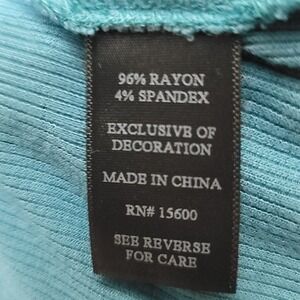 96% RAYON
4% SPANDEX
EXCLUSIVE OF
DECORATION
MADE IN CHINA
RN# 15600
SEE REVERSE
FOR CARE